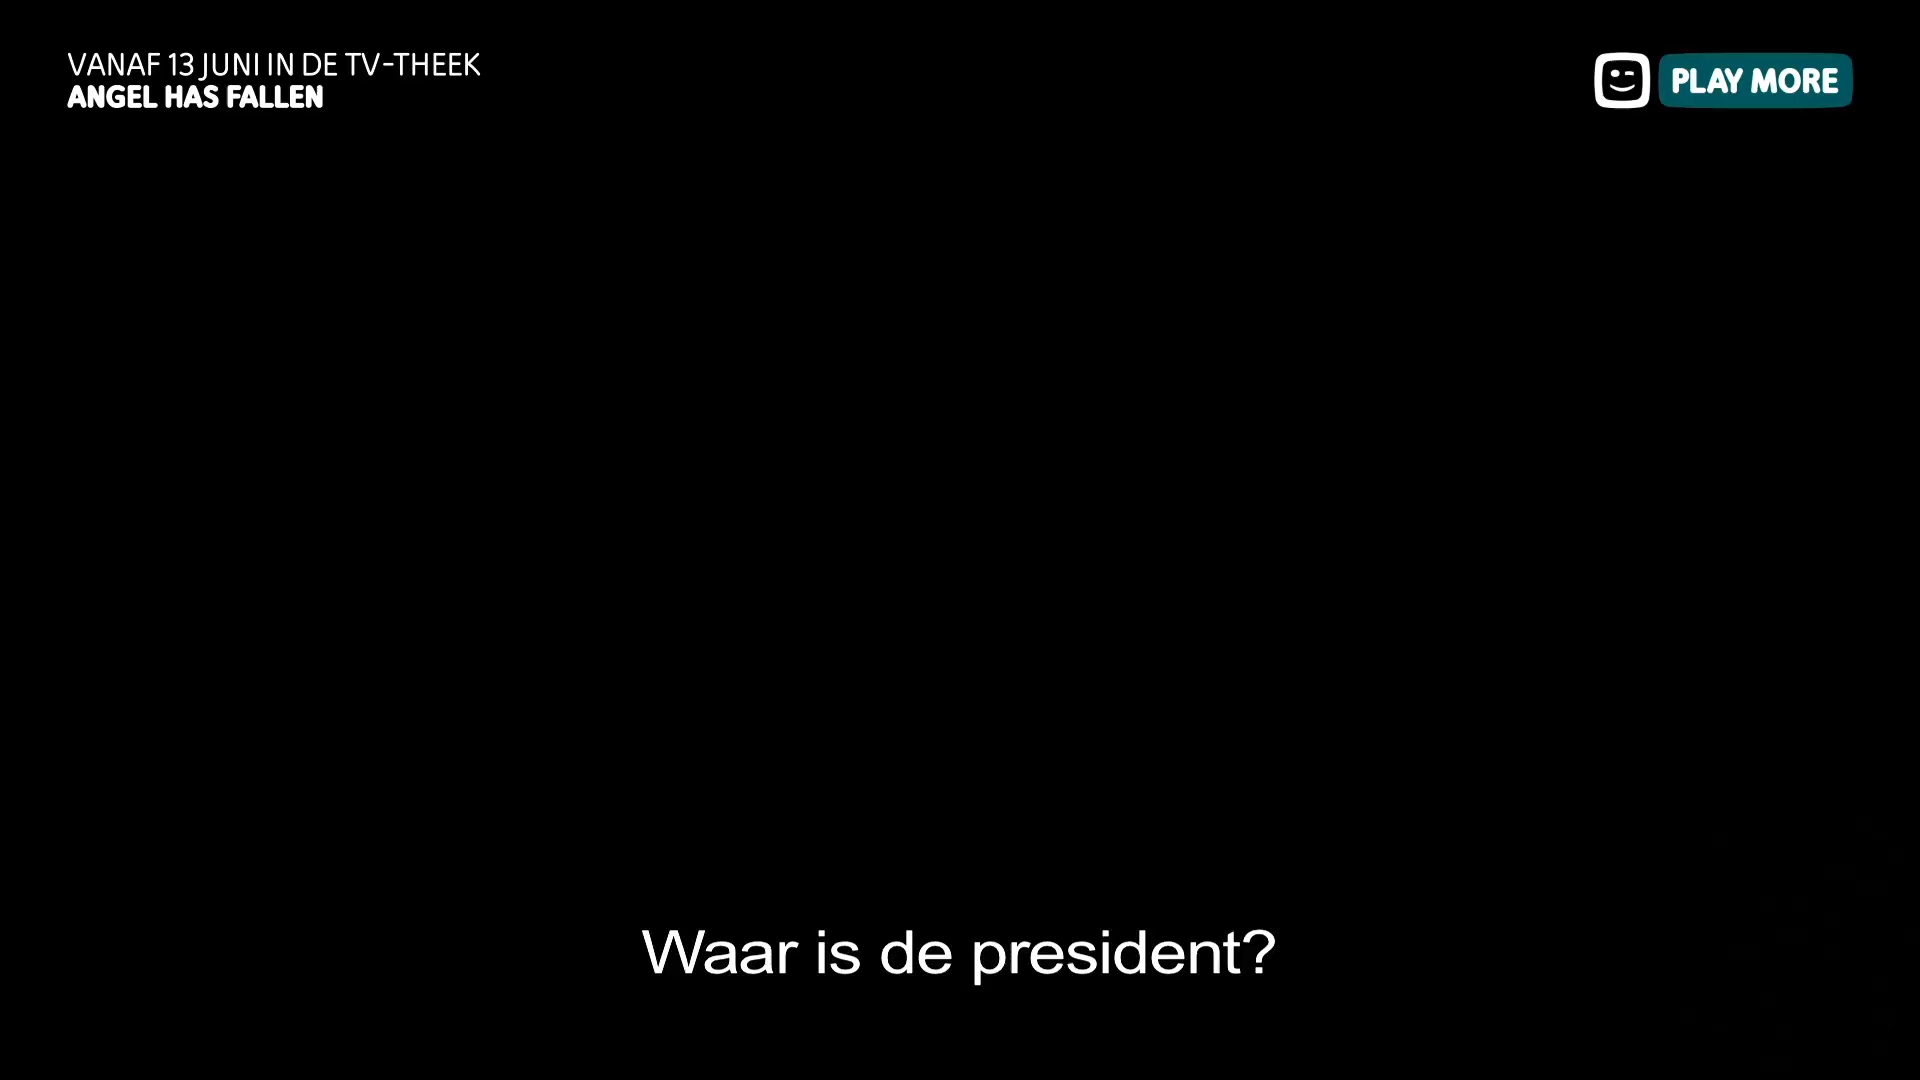 VANAF 13 JUNI IN DE TV-THEEK
ANGEL HAS FALLEN
PLAY MORE
Waar is de president?